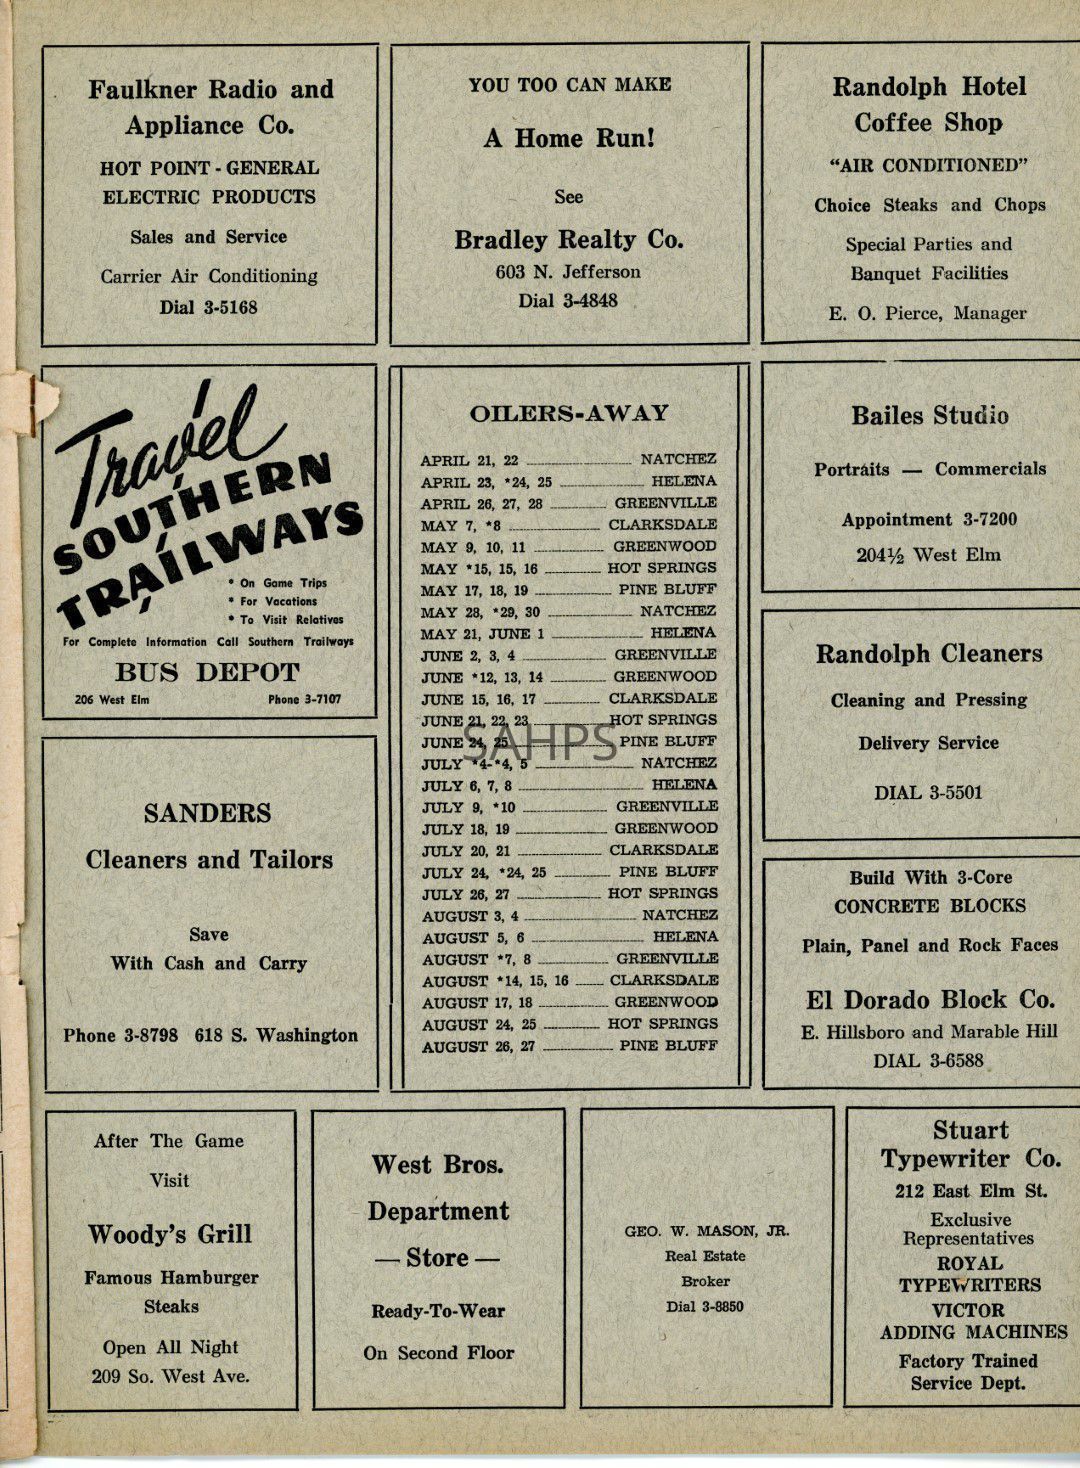 Faulkner Radio and
Appliance Co.
HOT POINT - GENERAL
ELECTRIC PRODUCTS
Sales and Service
Carrier Air Conditioning
Dial 3-5168
YOU TOO CAN MAKE
A Home Run!
See
Bradley Realty Co.
603 N. Jefferson
Dial 3-4848
Randolph Hotel
Coffee Shop
"AIR CONDITIONED"
Choice Steaks and Chops
Special Parties and
Banquet Facilities
E. O. Pierce, Manager
Travel
SOUTHERN
TRAILWAYS
* On Game Trips
* For Vacations
* To Visit Relatives
For Complete Information Call Southern Trailways
BUS DEPOT
206 West Elm Phone 3-7107
OILERS-AWAY
APRIL 21, 22 NATCHEZ
APRIL 23, *24, 25 HELENA
APRIL 26, 27, 28 GREENVILLE
MAY 7, *8 CLARKSDALE
MAY 9, 10, 11 GREENWOOD
MAY *15, 15, 16 HOT SPRINGS
MAY 17, 18, 19 PINE BLUFF
MAY 28, *29, 30 NATCHEZ
MAY 21, JUNE 1 HELENA
JUNE 2, 3, 4 GREENVILLE
JUNE *12, 13, 14 GREENWOOD
JUNE 15, 16, 17 CLARKSDALE
JUNE 21, 22, 23 HOT SPRINGS
JUNE 24, 25 PINE BLUFF
JULY *4-*4, 5 NATCHEZ
JULY 6, 7, 8 HELENA
JULY 9, *10 GREENVILLE
JULY 18, 19 GREENWOOD
JULY 20, 21 CLARKSDALE
JULY 24, *24, 25 PINE BLUFF
JULY 26, 27 HOT SPRINGS
AUGUST 3, 4 NATCHEZ
AUGUST 5, 6 HELENA
AUGUST *7, 8 GREENVILLE
AUGUST *14, 15, 16 CLARKSDALE
AUGUST 17, 18 GREENWOOD
AUGUST 24, 25 HOT SPRINGS
AUGUST 26, 27 PINE BLUFF
SAHPS
Bailes Studio
Portraits — Commercials
Appointment 3-7200
204½ West Elm
Randolph Cleaners
Cleaning and Pressing
Delivery Service
DIAL 3-5501
SANDERS
Cleaners and Tailors
Save
With Cash and Carry
Phone 3-8798 618 S. Washington
Build With 3-Core
CONCRETE BLOCKS
Plain, Panel and Rock Faces
El Dorado Block Co.
E. Hillsboro and Marable Hill
DIAL 3-6588
After The Game
Visit
Woody's Grill
Famous Hamburger
Steaks
Open All Night
209 So. West Ave.
West Bros.
Department
— Store —
Ready-To-Wear
On Second Floor
GEO. W. MASON, JR.
Real Estate
Broker
Dial 3-8850
Stuart
Typewriter Co.
212 East Elm St.
Exclusive
Representatives
ROYAL
TYPEWRITERS
VICTOR
ADDING MACHINES
Factory Trained
Service Dept.